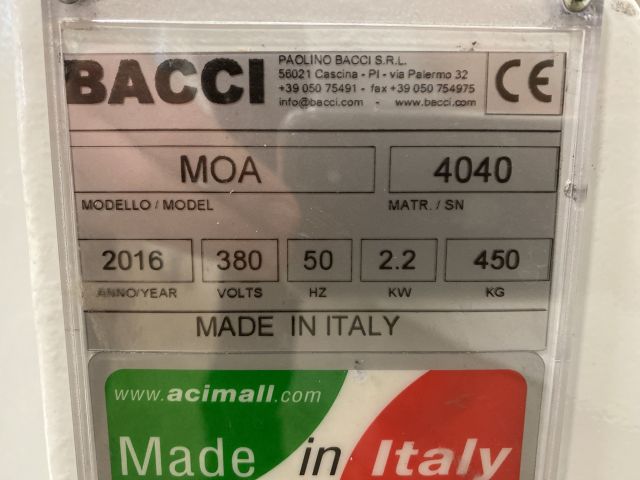 BACCI
PAOLINO BACCI S.R.L.
56021 Cascina - PI - via Palermo 32
+39 050 75491 - fax +39 050 754975
info@bacci.com - www.bacci.com
CE
MOA 4040
MODELLO / MODEL MATR. / SN
2016 380 50 2.2 450
ANNO/YEAR VOLTS HZ KW KG
MADE IN ITALY
www.acimall.com
Made in Italy